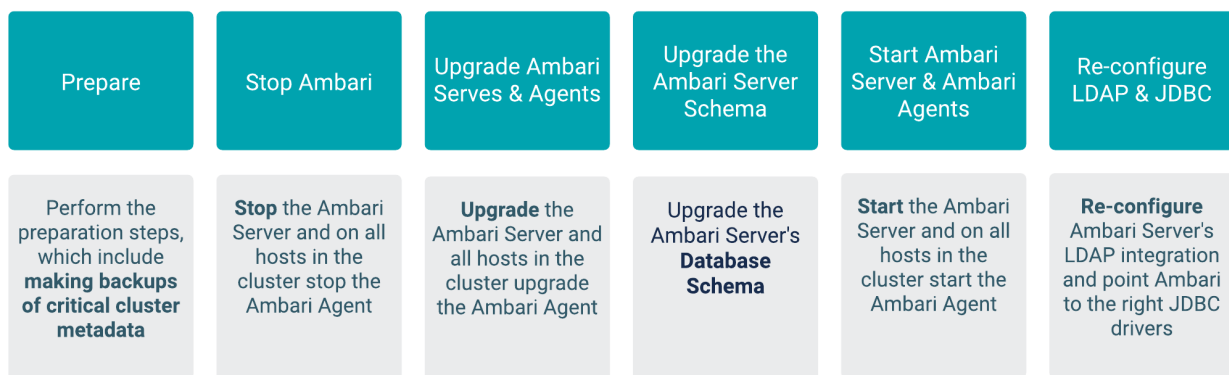 Prepare
Stop Ambari
Upgrade Ambari
Serves & Agents
Upgrade the
Ambari Server
Schema
Start Ambari
Server & Ambari
Agents
Re-configure
LDAP & JDBC
Perform the
preparation steps,
which include
making backups
of critical cluster
metadata
Stop the Ambari
Server and on all
hosts in the
cluster stop the
Ambari Agent
Upgrade the
Ambari Server and
all hosts in the
cluster upgrade
the Ambari Agent
Upgrade the
Ambari Server's
Database
Schema
Start the Ambari
Server and on all
hosts in the
cluster start the
Ambari Agent
Re-configure
Ambari Server's
LDAP integration
and point Ambari
to the right JDBC
drivers